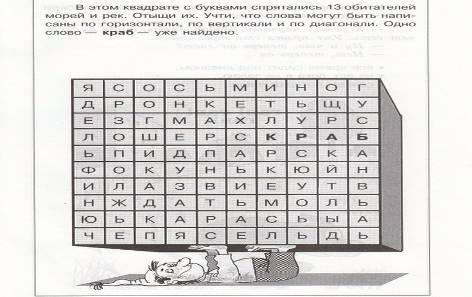 В этом квадрате с буквами спрятались 13 обитателей
морей и рек. Отыщи их. Учти, что слова могут быть напи-
саны по горизонтали, по вертикали и по диагонали. Одно
слово — краб — уже найдено.
Я С О С Ь М И Н О Г
Д Р О Н К Е Т Ь Щ У
Е З Г М А Х Л У Р С
Л О Ш Е Р С К Р А Б
Ь П И Д П А Р С К А
Ф О К У Н Ь К Ю Й Н
И Л А З В И Е У Т В
Н Ж Д А Т Ь М О Л Ь
Ю Ь К А Р А С Ь Ы А
Ч Е П Я С Е Л Ь Д Ь